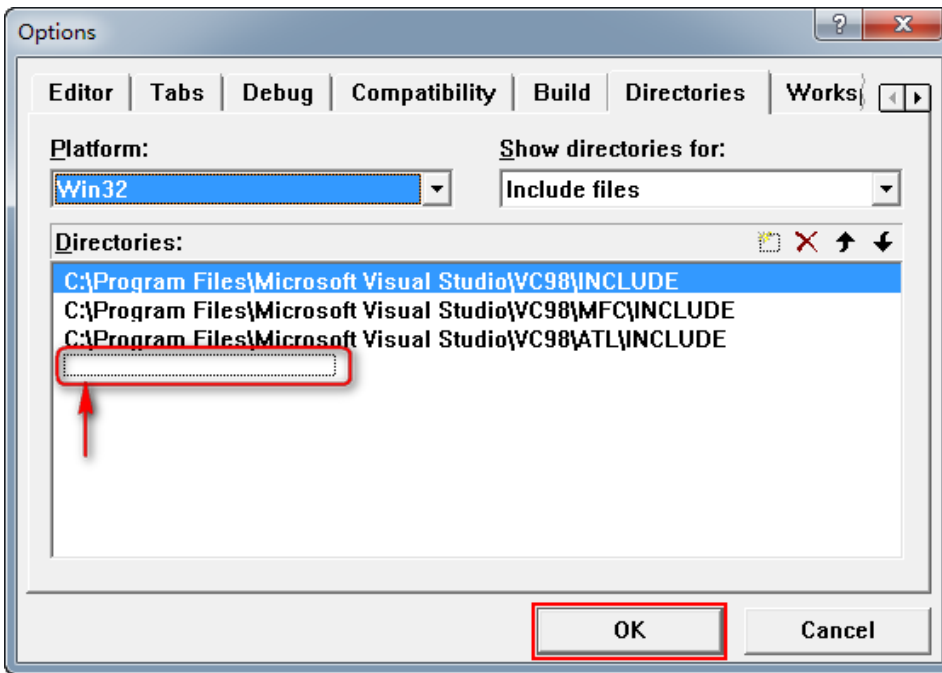 Options
Editor Tabs Debug Compatibility Build Directories Works
Platform: Show directories for:
Win32 Include files
Directories:
C:\Program Files\Microsoft Visual Studio\VC98\INCLUDE
C:\Program Files\Microsoft Visual Studio\VC98\MFC\INCLUDE
C:\Program Files\Microsoft Visual Studio\VC98\ATL\INCLUDE
OK Cancel